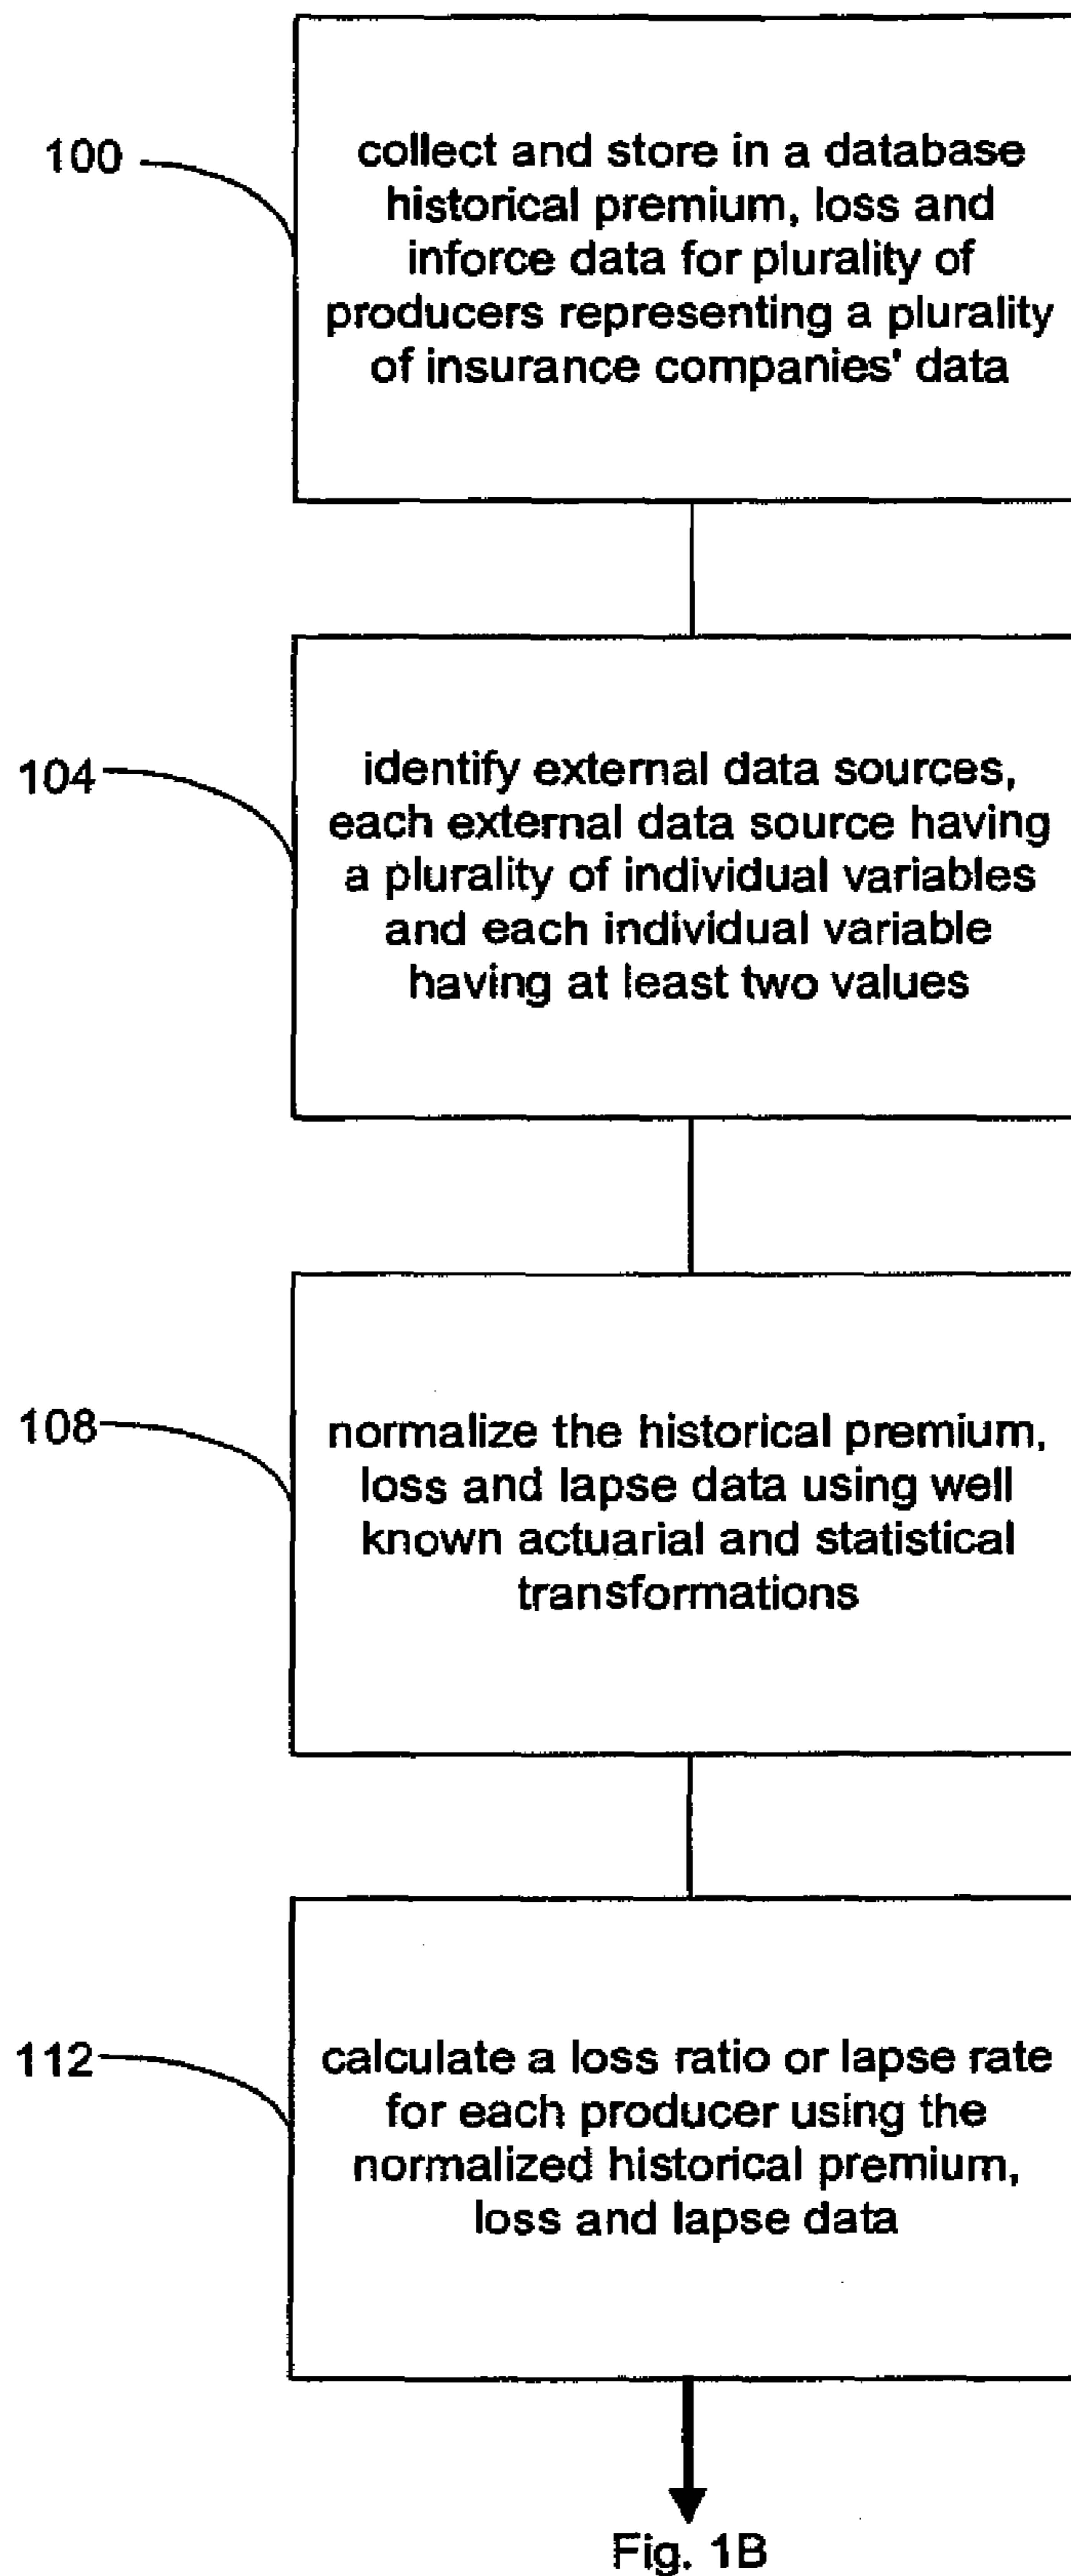 100
collect and store in a database
historical premium, loss and
inforce data for plurality of
producers representing a plurality
of insurance companies' data
104
identify external data sources,
each external data source having
a plurality of individual variables
and each individual variable
having at least two values
108
normalize the historical premium,
loss and lapse data using well
known actuarial and statistical
transformations
112
calculate a loss ratio or lapse rate
for each producer using the
normalized historical premium,
loss and lapse data
Fig. 1B